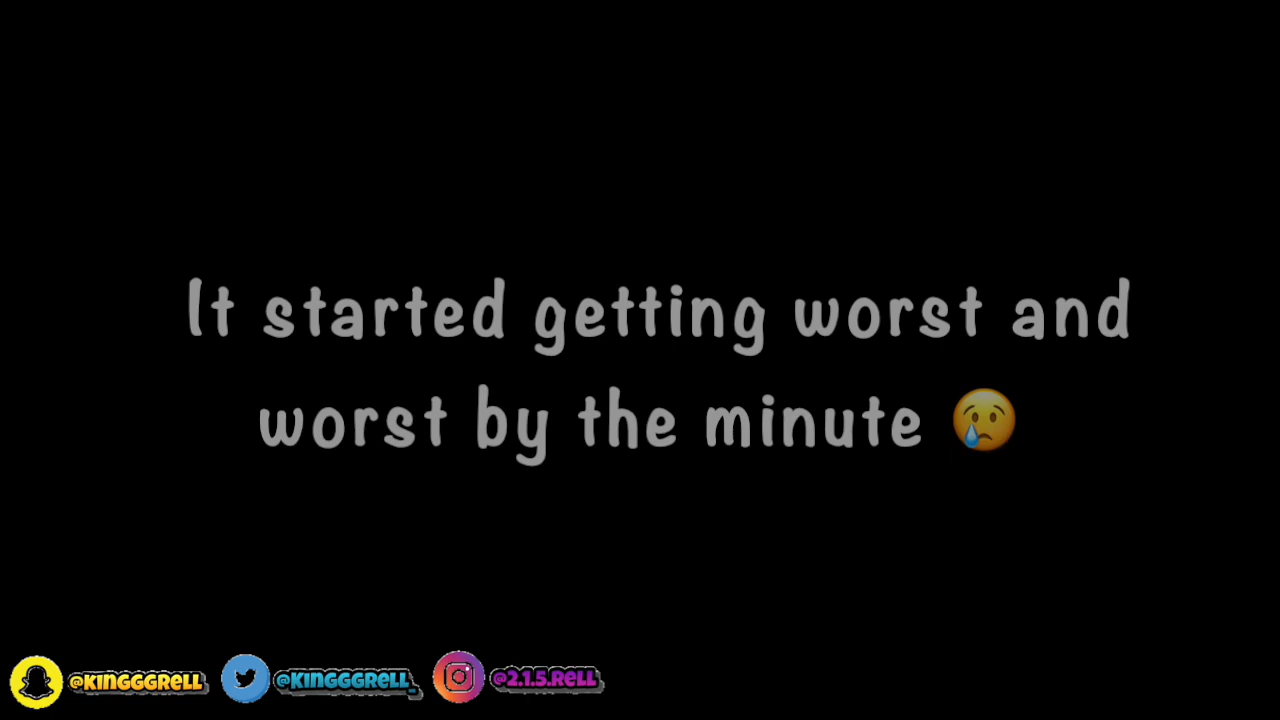 It started getting worst and
worst by the minute 😢
@KINGGGRELL @KINGGGRELL_ @2.1.5.RELL